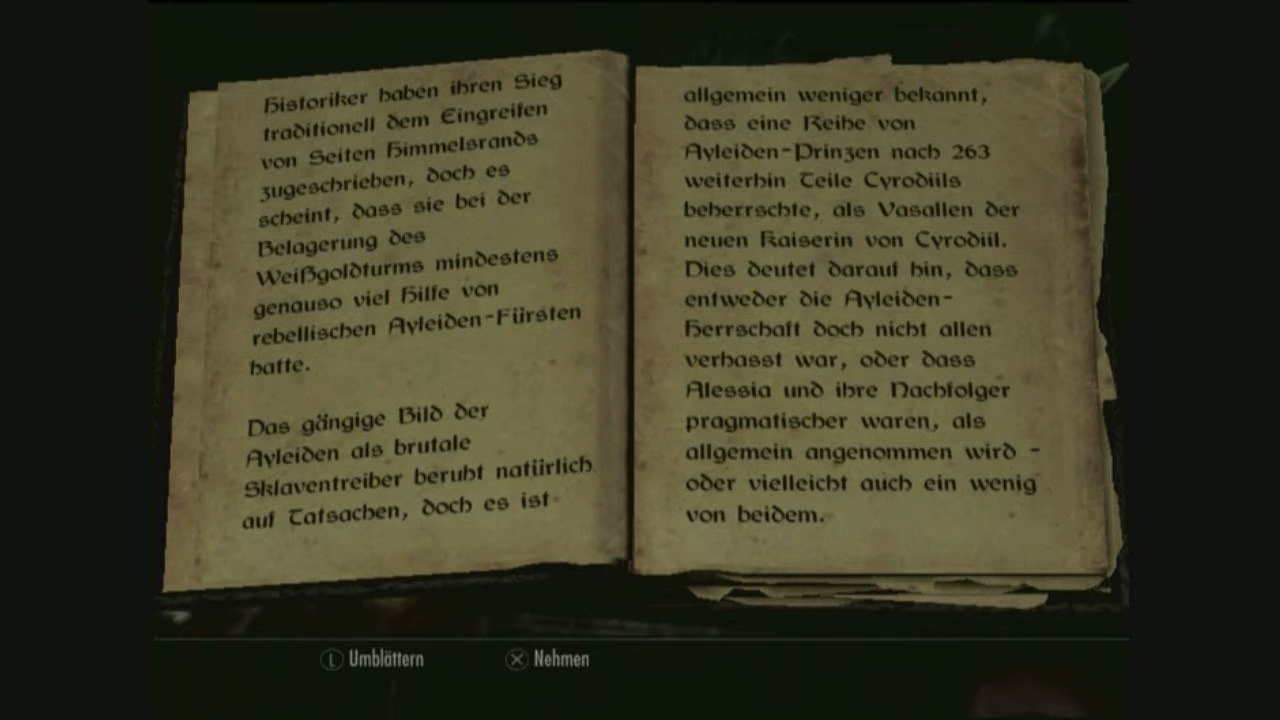 Historiker haben ihren Sieg
traditionell dem Eingreifen
von Seiten Himmelsrands
zugeschrieben, doch es
scheint, dass sie bei der
Belagerung des
Weißgoldturms mindestens
genauso viel Hilfe von
rebellischen Ayleiden-Fürsten
hatte.
Das gängige Bild der
Ayleiden als brutale
Sklaventreiber beruht natürlich
auf Tatsachen, doch es ist
allgemein weniger bekannt,
dass eine Reihe von
Ayleiden-Prinzen nach 263
weiterhin Teile Cyrodiils
beherrschte, als Vasallen der
neuen Kaiserin von Cyrodiil.
Dies deutet darauf hin, dass
entweder die Ayleiden-
Herrschaft doch nicht allen
verhasst war, oder dass
Alessia und ihre Nachfolger
pragmatischer waren, als
allgemein angenommen wird -
oder vielleicht auch ein wenig
von beidem.
L Umblättern X Nehmen